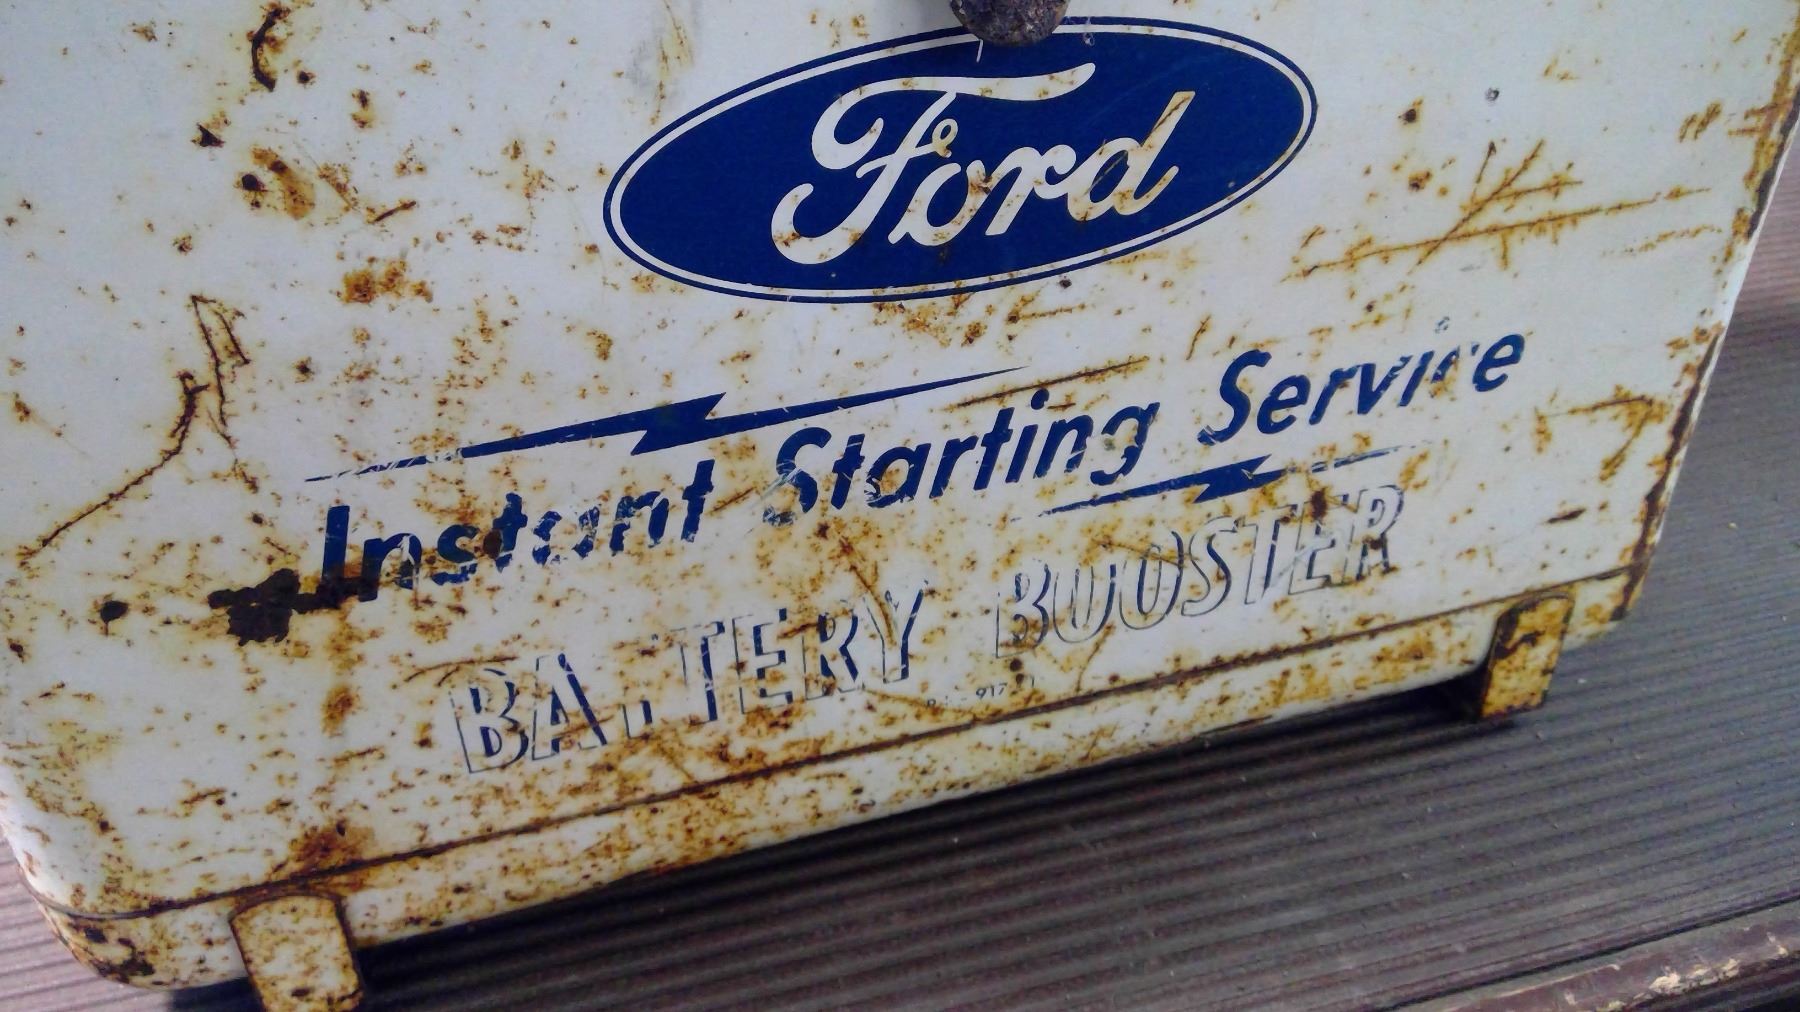 Ford
Instant Starting Service
BATTERY BOOSTER